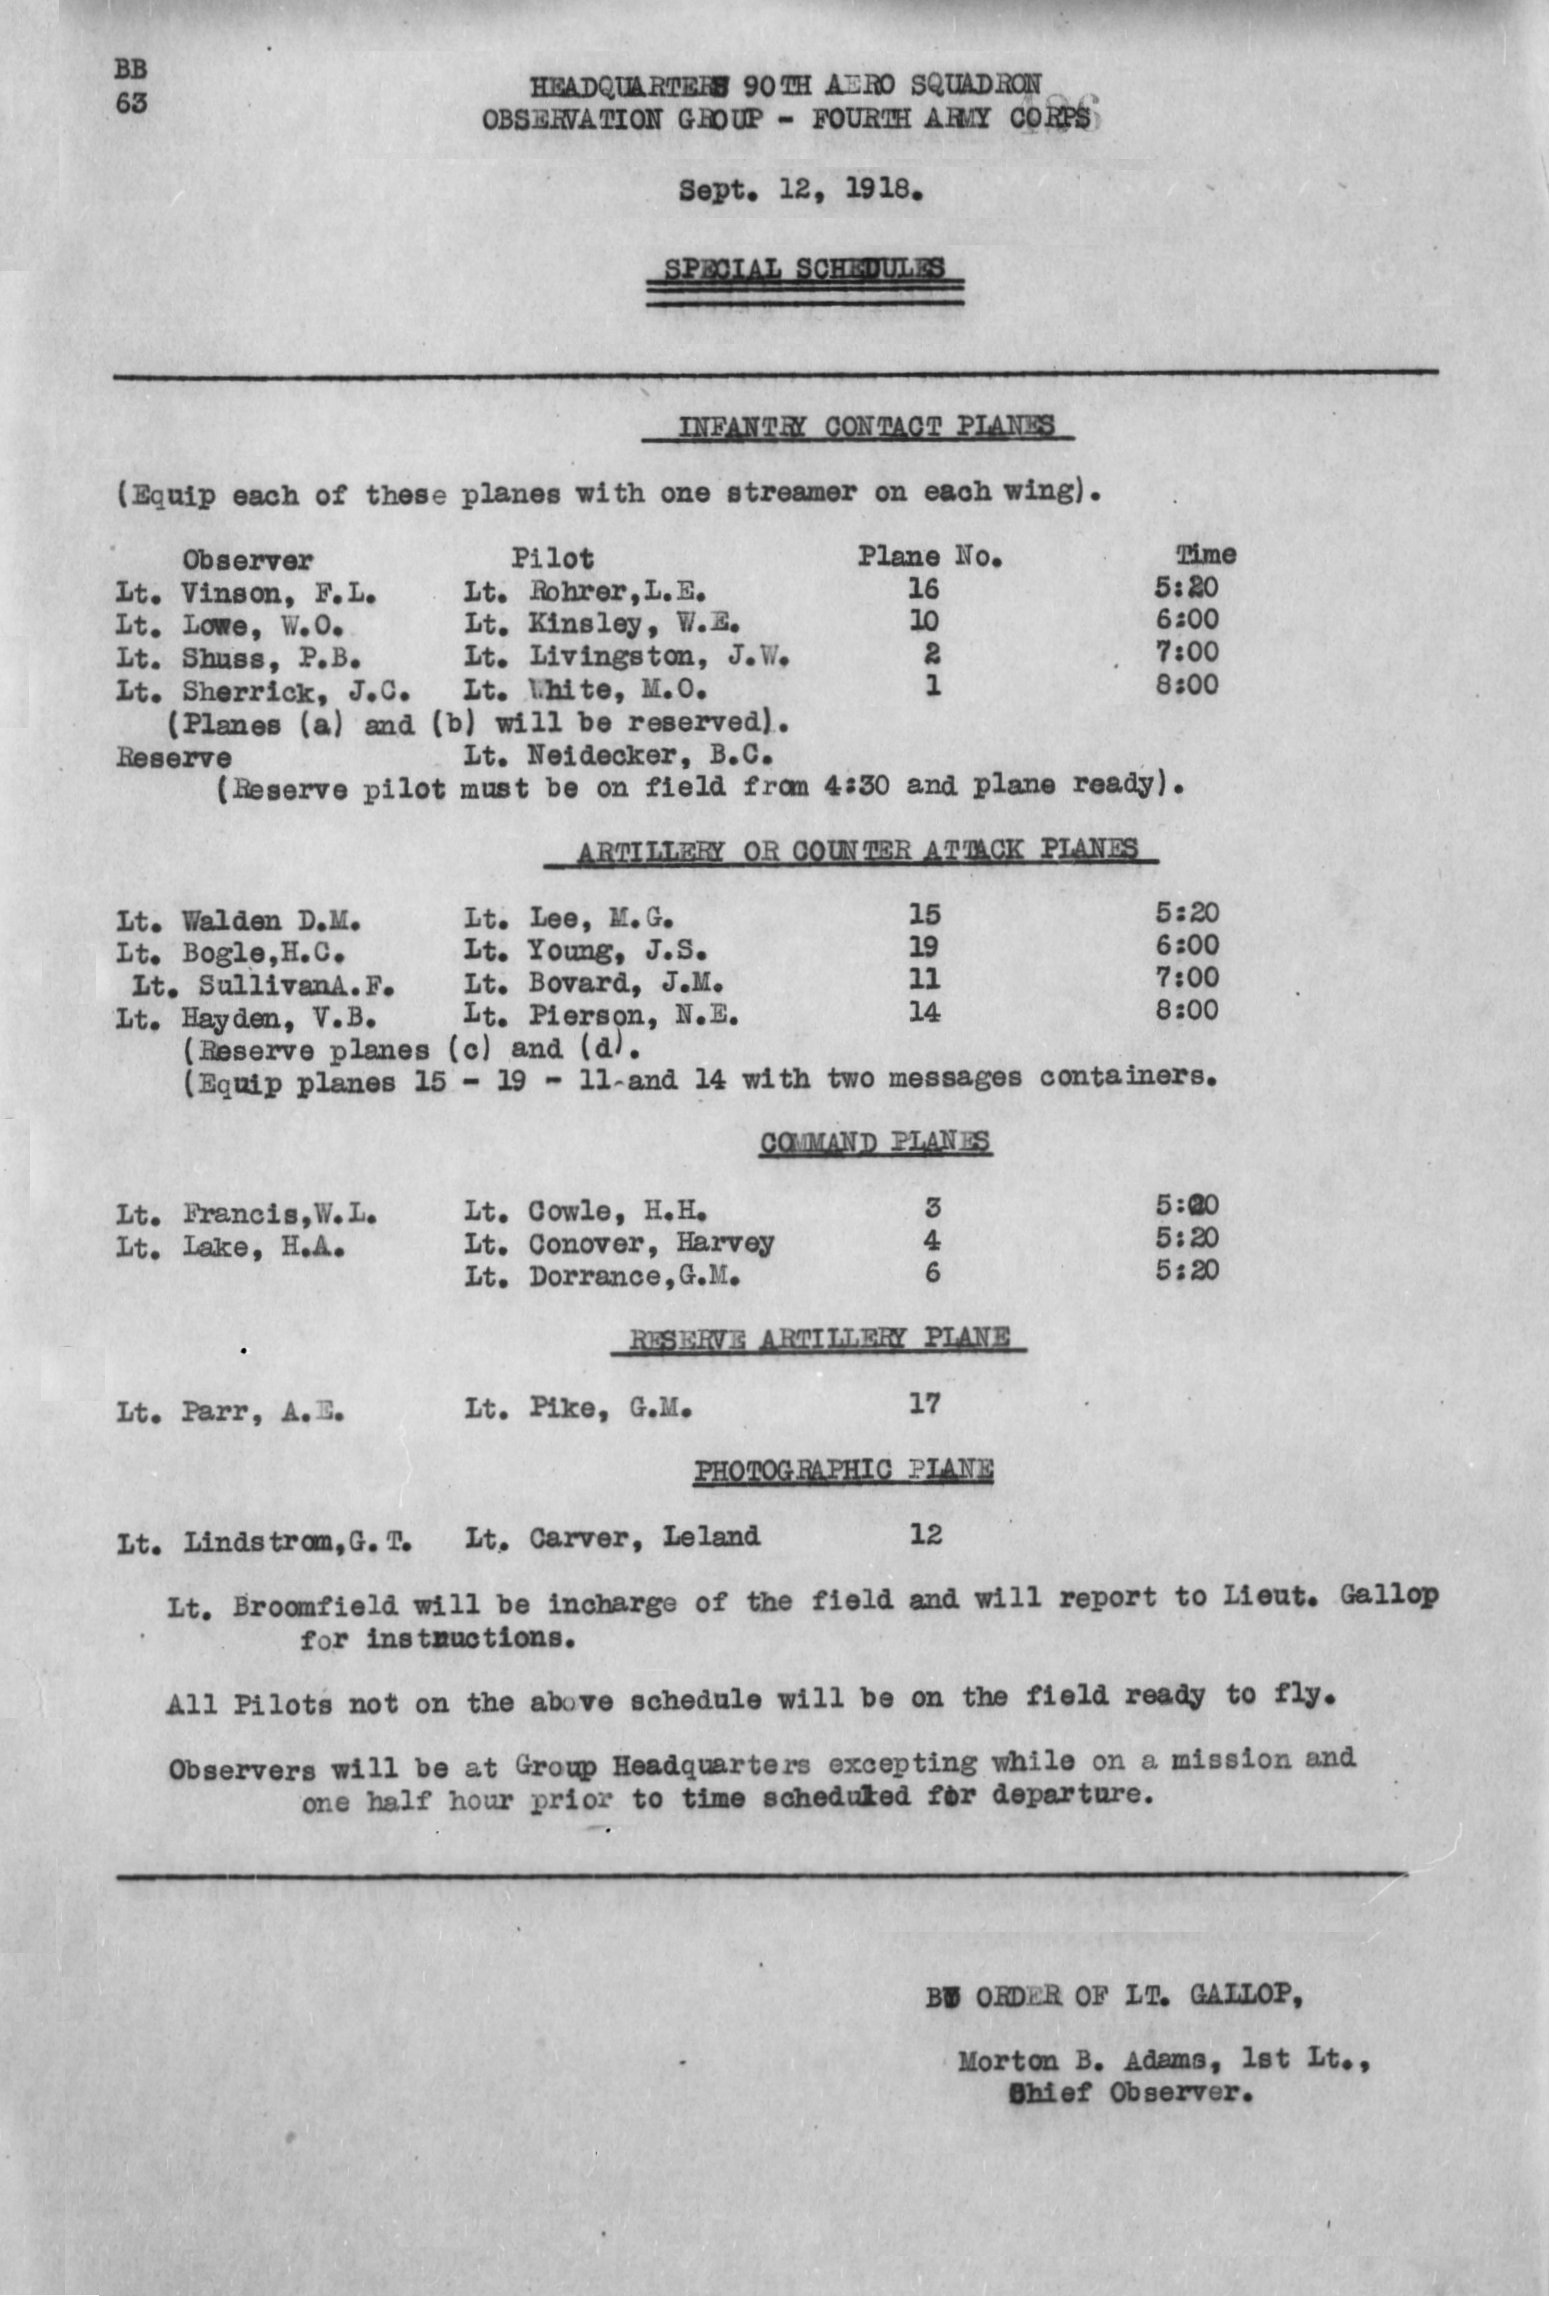 BB
63
HEADQUARTERS 90TH AERO SQUADRON
OBSERVATION GROUP - FOURTH ARMY CORPS
Sept. 12, 1918.
SPECIAL SCHEDULES
INFANTRY CONTACT PLANES
(Equip each of these planes with one streamer on each wing).
Observer Pilot Plane No. Time
Lt. Vinson, F.L. Lt. Rohrer,L.E. 16 5:20
Lt. Lowe, W.O. Lt. Kinsley, W.E. 10 6:00
Lt. Shuss, P.B. Lt. Livingston, J.W. 2 7:00
Lt. Sherrick, J.C. Lt. White, M.O. 1 8:00
(Planes (a) and (b) will be reserved).
Reserve Lt. Neidecker, B.C.
(Reserve pilot must be on field from 4:30 and plane ready).
ARTILLERY OR COUNTER ATTACK PLANES
Lt. Walden D.M. Lt. Lee, M.G. 15 5:20
Lt. Bogle,H.C. Lt. Young, J.S. 19 6:00
Lt. SullivanA.F. Lt. Bovard, J.M. 11 7:00
Lt. Hayden, V.B. Lt. Pierson, N.E. 14 8:00
(Reserve planes (c) and (d).
(Equip planes 15 - 19 - 11-and 14 with two messages containers.
COMMAND PLANES
Lt. Francis,W.L. Lt. Cowle, H.H. 3 5:20
Lt. Lake, H.A. Lt. Conover, Harvey 4 5:20
Lt. Dorrance,G.M. 6 5:20
RESERVE ARTILLERY PLANE
Lt. Parr, A.E. Lt. Pike, G.M. 17
PHOTOGRAPHIC PLANE
Lt. Lindstrom,G.T. Lt. Carver, Leland 12
Lt. Broomfield will be incharge of the field and will report to Lieut. Gallop
for instructions.
All Pilots not on the above schedule will be on the field ready to fly.
Observers will be at Group Headquarters excepting while on a mission and
one half hour prior to time scheduled for departure.
BY ORDER OF LT. GALLOP,
Morton B. Adams, 1st Lt.,
Chief Observer.